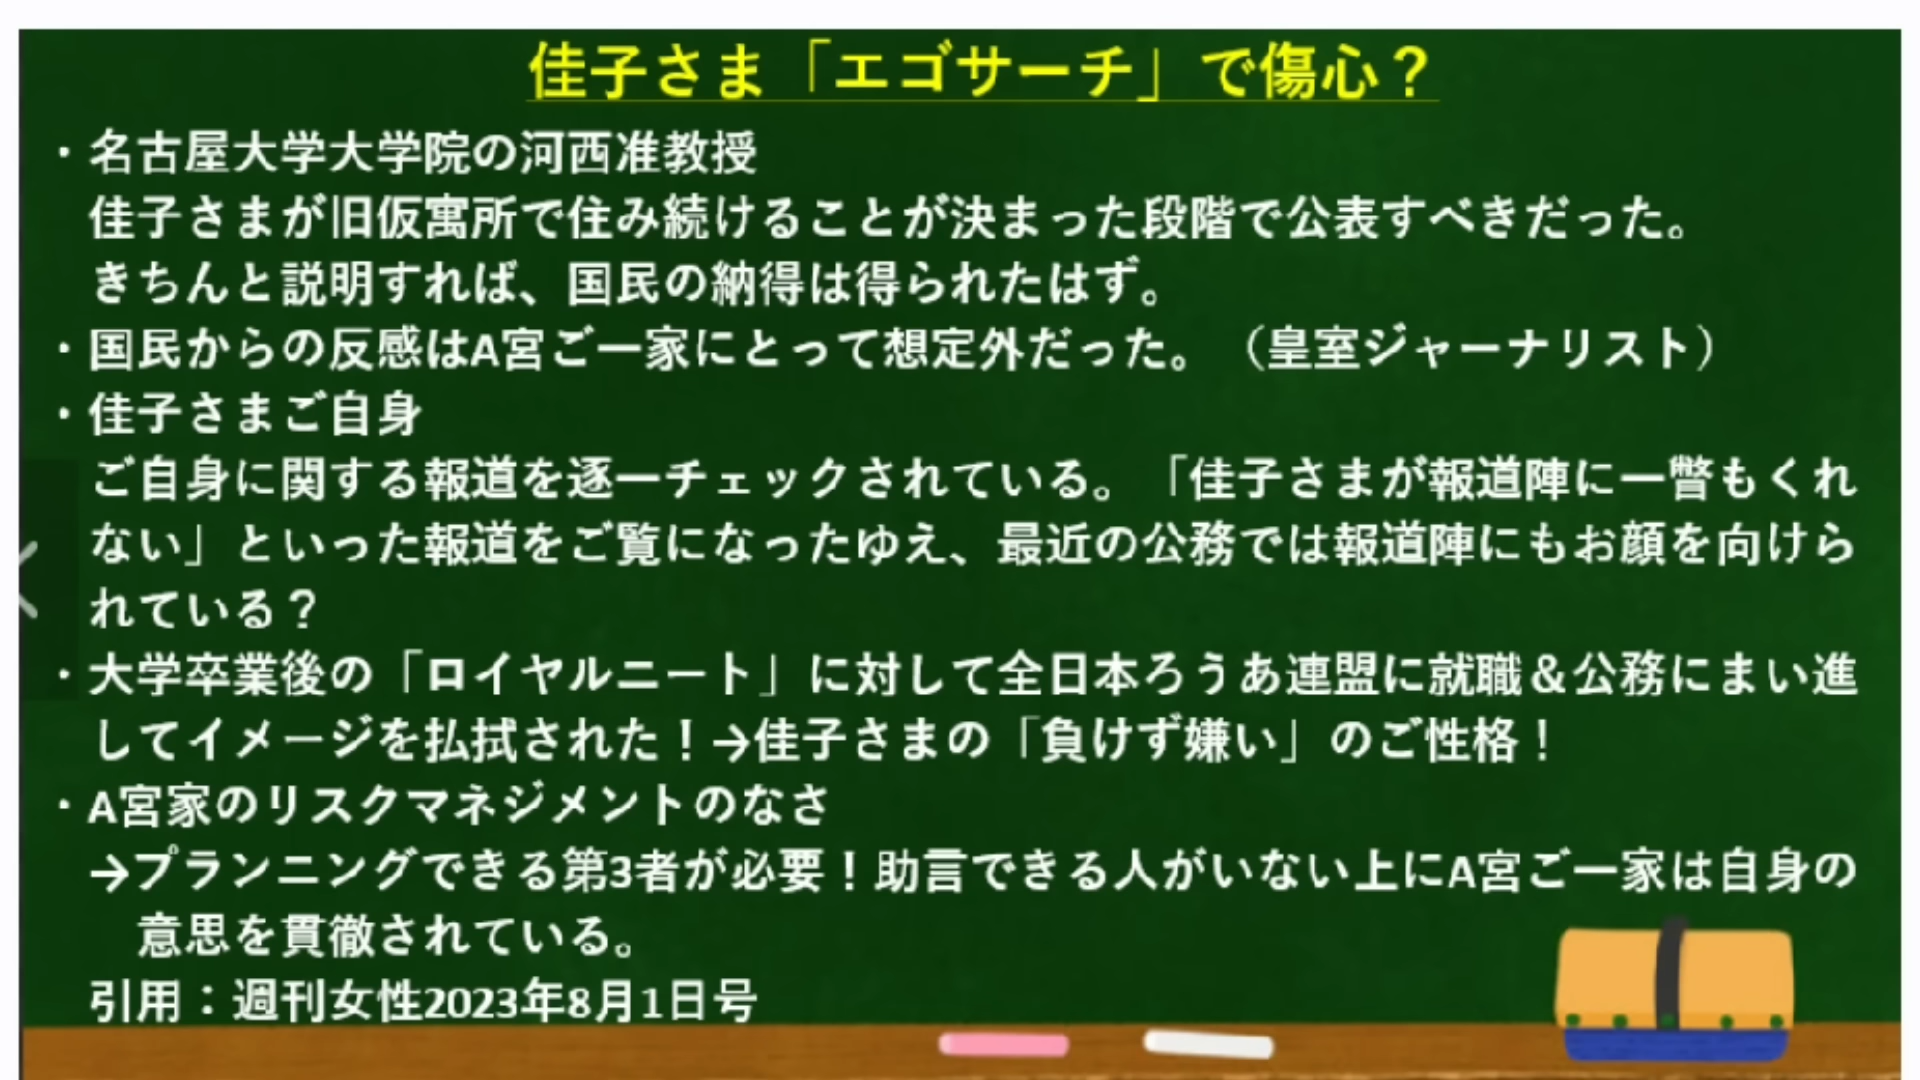 佳子さま「エゴサーチ」で傷心？
・名古屋大学大学院の河西准教授
佳子さまが旧仮寓所で住み続けることが決まった段階で公表すべきだった。
きちんと説明すれば、国民の納得は得られたはず。
・国民からの反感はA宮ご一家にとって想定外だった。（皇室ジャーナリスト）
・佳子さまご自身
ご自身に関する報道を逐一チェックされている。「佳子さまが報道陣に一瞥もくれ
ない」といった報道をご覧になったゆえ、最近の公務では報道陣にもお顔を向けら
れている？
・大学卒業後の「ロイヤルニート」に対して全日本ろうあ連盟に就職＆公務にまい進
してイメージを払拭された！→佳子さまの「負けず嫌い」のご性格！
・A宮家のリスクマネジメントのなさ
→プランニングできる第3者が必要！助言できる人がいない上にA宮ご一家は自身の
意思を貫徹されている。
引用：週刊女性2023年8月1日号